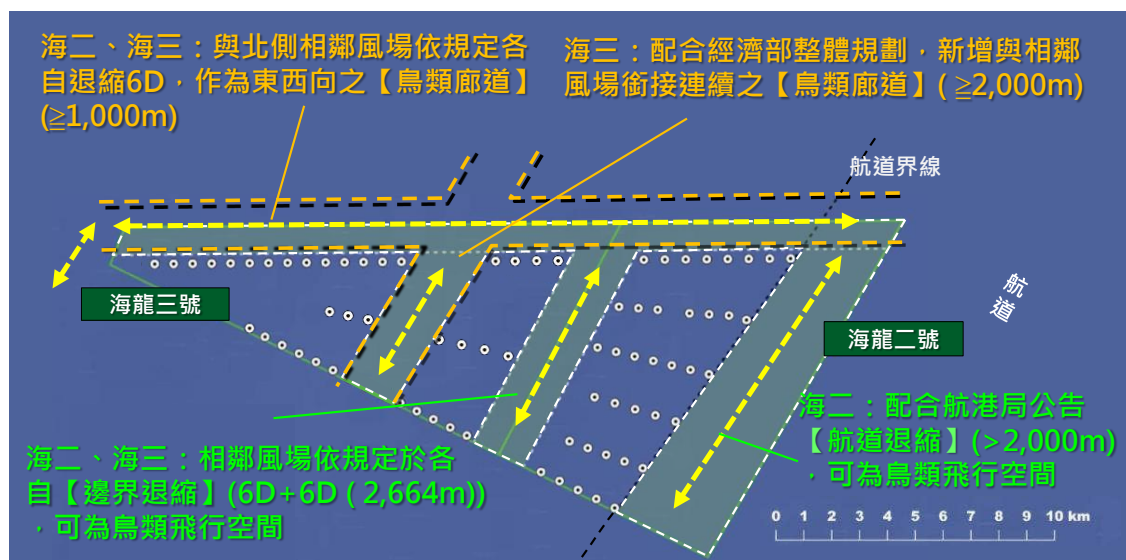 海二、海三：與北側相鄰風場依規定各
自退縮6D，作為東西向之【鳥類廊道】
(≧1,000m)
海三：配合經濟部整體規劃，新增與相鄰
風場銜接連續之【鳥類廊道】( ≧2,000m)
航道界線
航道
海龍三號
海龍二號
海二：配合航港局公告
【航道退縮】(>2,000m)
，可為鳥類飛行空間
海二、海三：相鄰風場依規定於各
自【邊界退縮】(6D+6D ( 2,664m))
，可為鳥類飛行空間
0 1 2 3 4 5 6 7 8 9 10 km